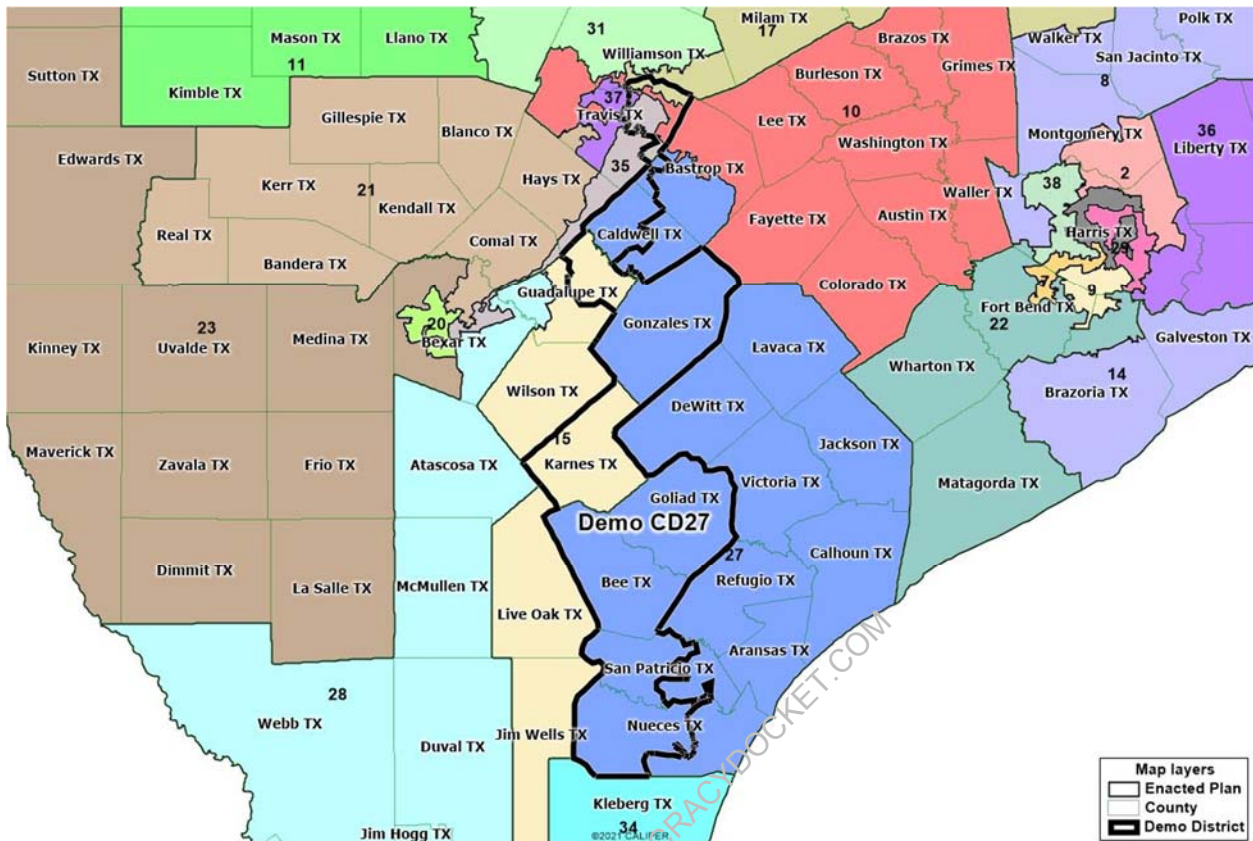 31
Milam TX
17
Polk TX
Mason TX
Llano TX
Williamson TX
Brazos TX
Walker TX
Sutton TX
11
Burleson TX
Grimes TX
San Jacinto TX
8
Kimble TX
37
Travis TX
Gillespie TX
Blanco TX
Lee TX
10
Montgomery TX
36
Liberty TX
Washington TX
2
Edwards TX
Hays TX
35
Bastrop TX
Kerr TX
21
Kendall TX
Waller TX
38
Real TX
Fayette TX
Austin TX
Harris TX
29
Comal TX
Caldwell TX
Bandera TX
Colorado TX
7
9
Guadalupe TX
Fort Bend TX
22
23
20
Gonzales TX
Kinney TX
Uvalde TX
Medina TX
Bexar TX
Lavaca TX
Wharton TX
Galveston TX
14
Brazoria TX
Wilson TX
DeWitt TX
15
Jackson TX
Maverick TX
Zavala TX
Frio TX
Atascosa TX
Karnes TX
Victoria TX
Matagorda TX
Goliad TX
Demo CD27
27
Calhoun TX
Dimmit TX
La Salle TX
McMullen TX
Bee TX
Refugio TX
Live Oak TX
Aransas TX
San Patricio TX
28
Webb TX
Duval TX
Jim Wells TX
Nueces TX
Kleberg TX
34
Jim Hogg TX
©2021 CALIPER
RACYDOCKET.COM
Map layers
Enacted Plan
County
Demo District